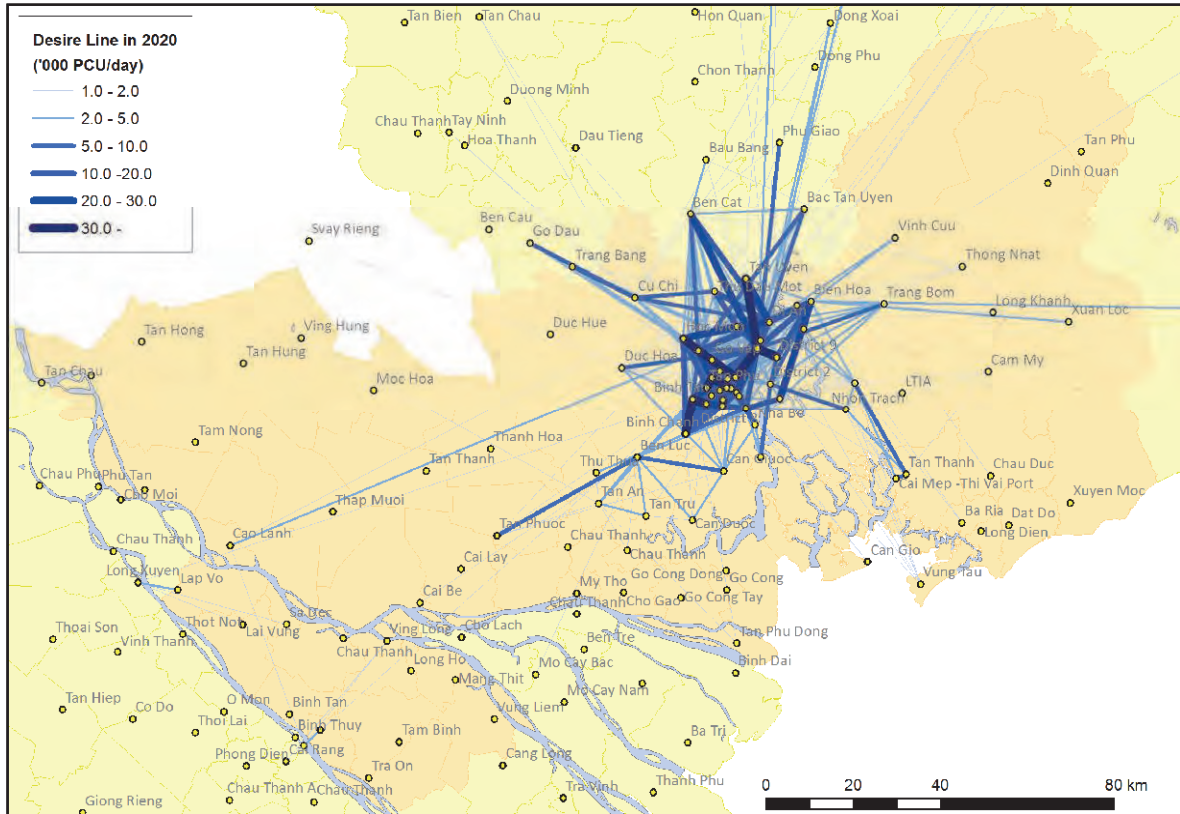 Desire Line in 2020
('000 PCU/day)
1.0 - 2.0
2.0 - 5.0
5.0 - 10.0
10.0 -20.0
20.0 - 30.0
30.0 -
Tan Bien
Tan Chau
Hon Quan
Dong Xoai
Dong Phu
Chon Thanh
Duong Minh
Chau Thanh
Tay Ninh
Hoa Thanh
Dau Tieng
Phu Giao
Bau Bang
Tan Phu
Dinh Quan
Ben Cat
Bac Tan Uyen
Svay Rieng
Ben Cau
Go Dau
Vinh Cuu
Trang Bang
Tan Uyen
Thong Nhat
Cu Chi
Bien Hoa
Trang Bom
Long Khanh
Xuan Loc
Tan Hong
Ving Hung
Duc Hue
District 9
Tan Hung
Duc Hoa
Cam My
Tan Chau
Moc Hoa
District 2
LTIA
Nhon Trach
Binh Chanh
Nha Be
Tam Nong
Thanh Hoa
Ben Luc
Can Giuoc
Tan Thanh
Thu Thua
Tan Thanh
Chau Duc
Cai Mep -Thi Vai Port
Chau Phu
Phu Tan
Cho Moi
Thap Muoi
Tan An
Tan Tru
Can Duoc
Xuyen Moc
Ba Ria
Dat Do
Long Dien
Cao Lanh
Tan Phuoc
Chau Thanh
Chau Thanh
Chau Thanh
Can Gio
Long Xuyen
Lap Vo
Cai Lay
Go Cong Dong
Go Cong
Vung Tau
My Tho
Cai Be
Chau Thanh
Cho Gao
Go Cong Tay
Thoai Son
Vinh Thanh
Thot Not
Lai Vung
Sa Dec
Chau Thanh
Ving Long
Cho Lach
Ben Tre
Tan Phu Dong
Long Ho
Mang Thit
Mo Cay Bac
Binh Dai
Mo Cay Nam
Tan Hiep
Co Do
O Mon
Binh Tan
Thoi Lai
Binh Thuy
Vung Liem
Ba Tri
Phong Dien
Cai Rang
Tam Binh
Cang Long
Tra On
Thanh Phu
Giong Rieng
Chau Thanh A
Chau Thanh
Tra Vinh
0 20 40 80 km